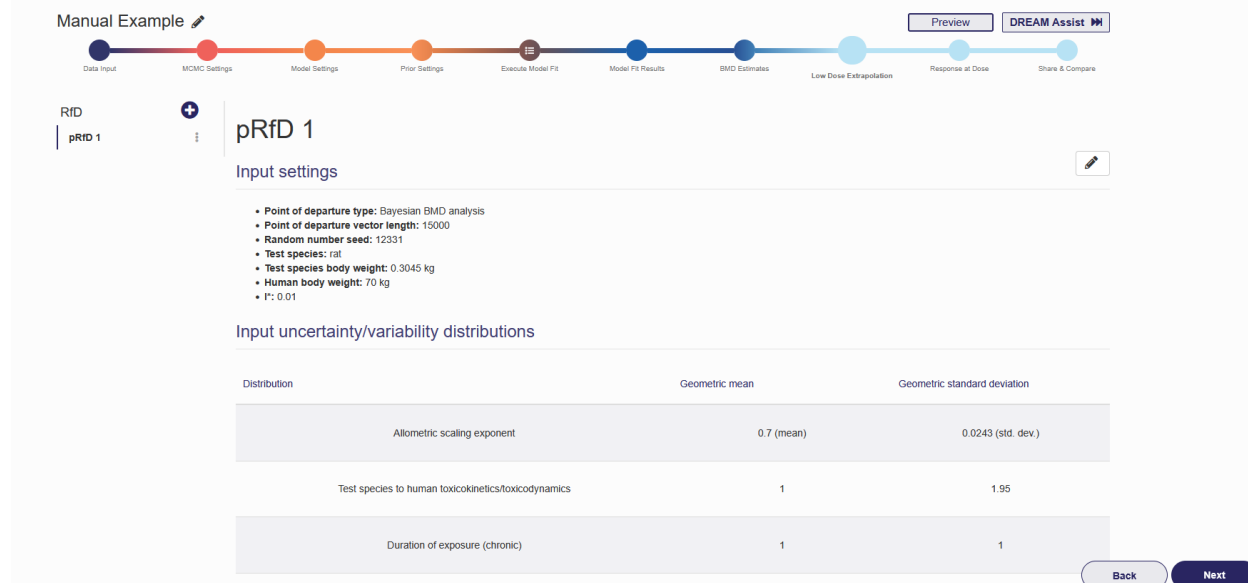 Manual Example
Preview
DREAM Assist
Data Input
MCMC Settings
Model Settings
Prior Settings
Execute Model Fit
Model Fit Results
BMD Estimates
Low Dose Extrapolation
Response at Dose
Share & Compare
RfD
pRfD 1
pRfD 1
Input settings
• Point of departure type: Bayesian BMD analysis
• Point of departure vector length: 15000
• Random number seed: 12331
• Test species: rat
• Test species body weight: 0.3045 kg
• Human body weight: 70 kg
• I*: 0.01
Input uncertainty/variability distributions
Distribution Geometric mean Geometric standard deviation
Allometric scaling exponent 0.7 (mean) 0.0243 (std. dev.)
Test species to human toxicokinetics/toxicodynamics 1 1.95
Duration of exposure (chronic) 1 1
Back
Next